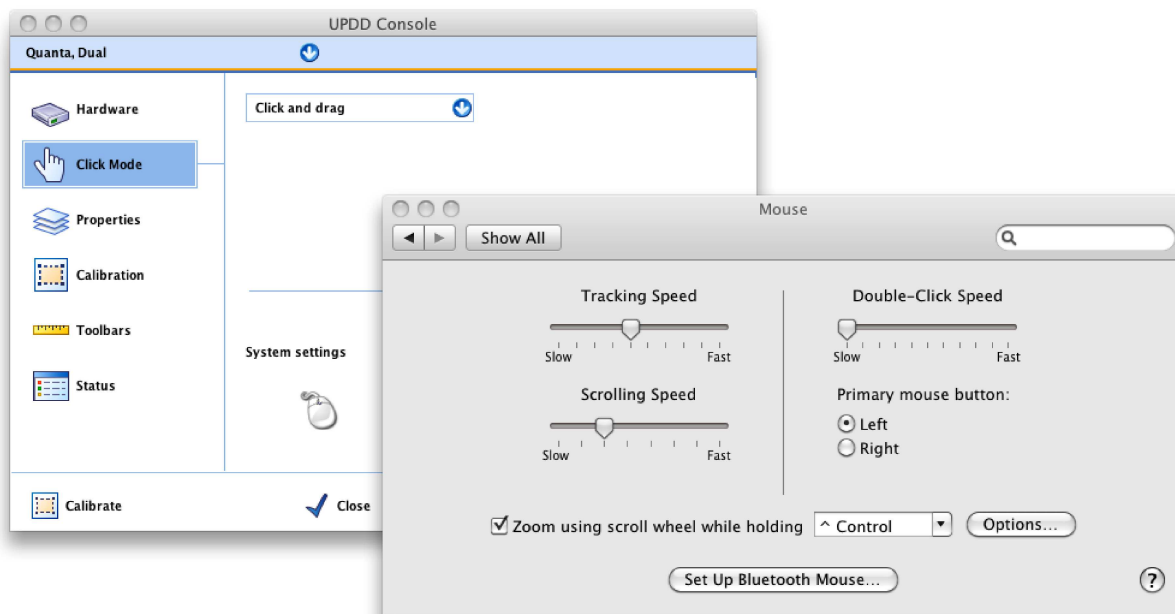 UPDD Console
Quanta, Dual
Hardware
Click and drag
Click Mode
Properties
Calibration
Toolbars
System settings
Status
Calibrate
Close
Mouse
Show All
Tracking Speed
Double-Click Speed
Slow Fast
Slow Fast
Scrolling Speed
Primary mouse button:
Left
Slow Fast
Right
Zoom using scroll wheel while holding ^ Control Options...
Set Up Bluetooth Mouse... ?